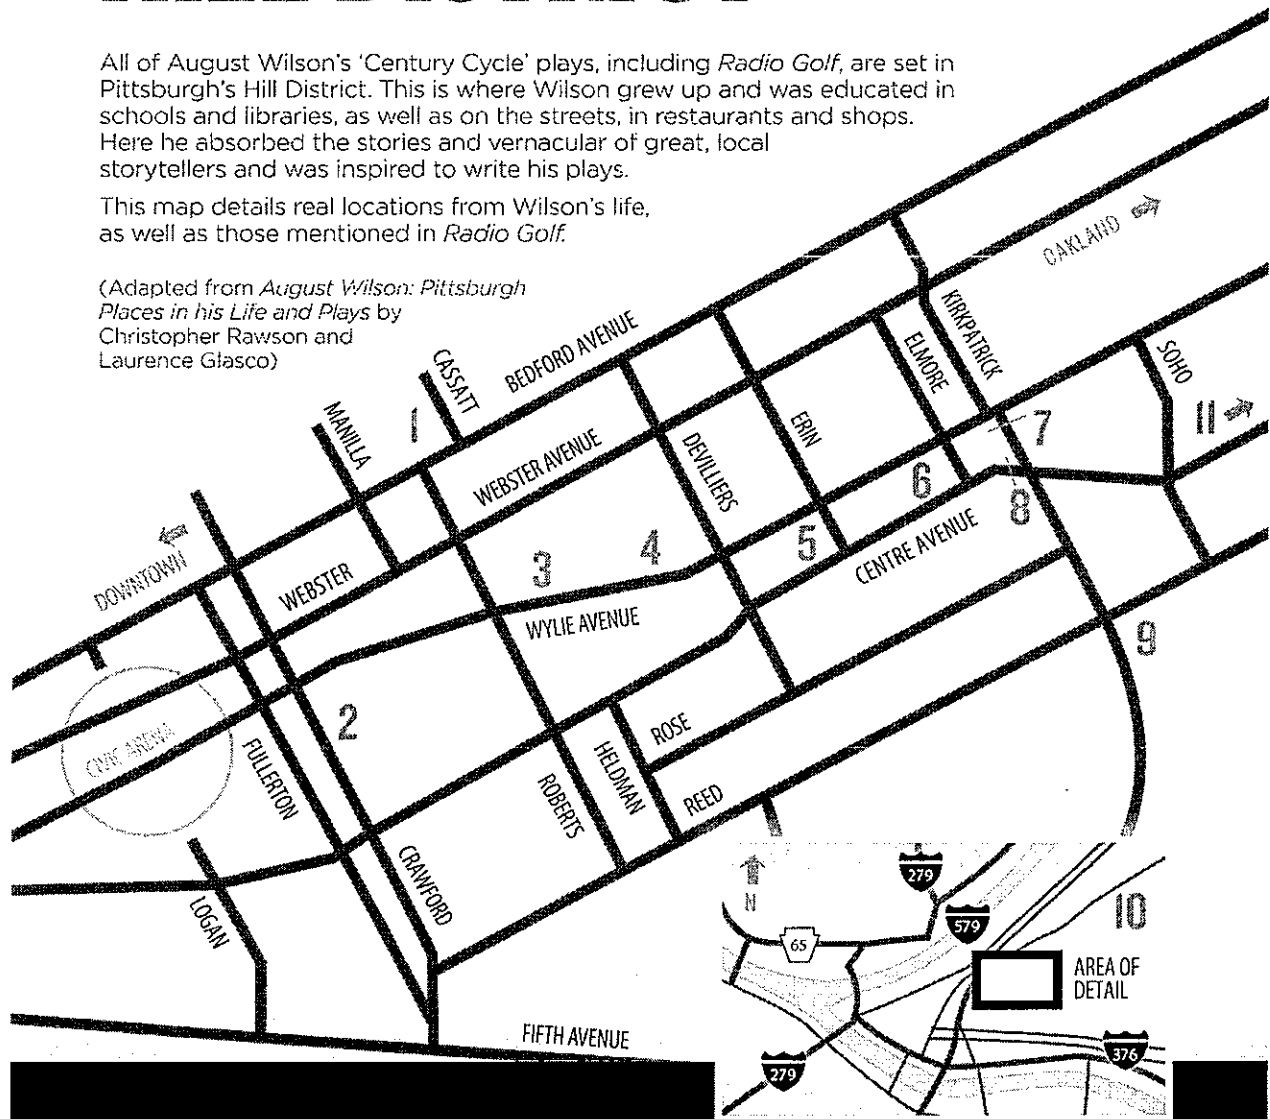 All of August Wilson's 'Century Cycle' plays, including Radio Golf, are set in
Pittsburgh's Hill District. This is where Wilson grew up and was educated in
schools and libraries, as well as on the streets, in restaurants and shops.
Here he absorbed the stories and vernacular of great, local
storytellers and was inspired to write his plays.
This map details real locations from Wilson's life,
as well as those mentioned in Radio Golf.
(Adapted from August Wilson: Pittsburgh
Places in his Life and Plays by
Christopher Rawson and
Laurence Glasco)
OAKLAND
KIRKPATRICK
BEDFORD AVENUE
CASSATT
ELMORE
SOHO
MANILLA
1
ERIN
7
11
WEBSTER AVENUE
DEVILLIERS
6
8
DOWNTOWN
WEBSTER
3
4
5
CENTRE AVENUE
WYLIE AVENUE
9
2
CIVIC ARENA
FULLERTON
ROSE
HELDMAN
ROBERTS
REED
CRAWFORD
LOGAN
N
279
579
10
65
AREA OF
DETAIL
FIFTH AVENUE
376
279